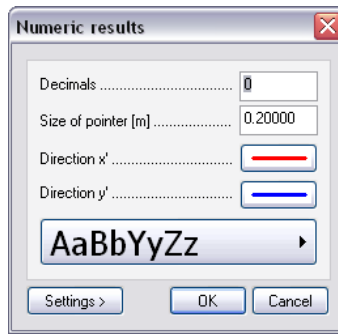 Numeric results
Decimals .................................. 0
Size of pointer [m] .................... 0.20000
Direction x' ...............................
Direction y' ...............................
AaBbYyZz
Settings >
OK
Cancel